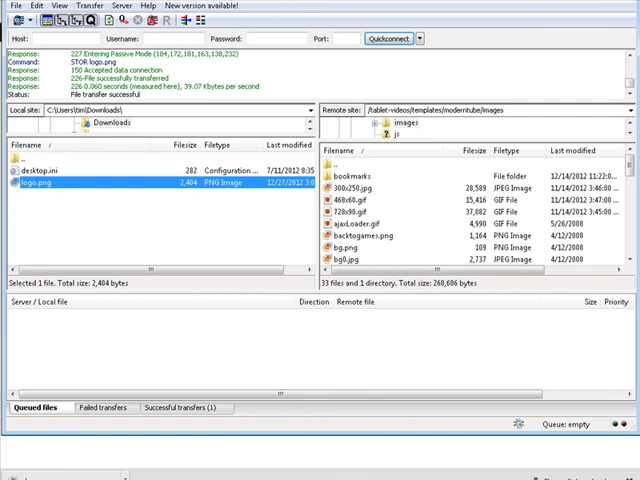 File Edit View Transfer Server Help New version available!
Host: Username: Password: Port: Quickconnect
Response: 227 Entering Passive Mode (184,172,181,163,138,232)
Command: STOR logo.png
Response: 150 Accepted data connection
Response: 226-File successfully transferred
Response: 226 0.060 seconds (measured here), 39.07 Kbytes per second
Status: File transfer successful
Local site: C:\Users\tim\Downloads\
Remote site: /tablet-videos/templates/moderntube/images
Downloads
images
js
Filename / Filesize Filetype Last modified
..
desktop.ini 282 Configuration ... 7/11/2012 8:35
logo.png 2,404 PNG Image 12/27/2012 3:0
Selected 1 file. Total size: 2,404 bytes
Filename / Filesize Filetype Last modified
..
bookmarks File folder 12/14/2012 11:22:0...
300x250.jpg 28,589 JPEG Image 11/14/2012 3:46:00 ...
468x60.gif 15,416 GIF File 11/14/2012 3:46:00 ...
728x90.gif 37,082 GIF File 11/14/2012 3:45:00 ...
ajaxLoader.gif 4,990 GIF File 5/26/2008
backtogames.png 1,164 PNG Image 4/12/2008
bg.png 109 PNG Image 4/12/2008
bg0.jpg 2,737 JPEG Image 4/12/2008
33 files and 1 directory. Total size: 268,606 bytes
Server / Local file Direction Remote file Size Priority
Queued files Failed transfers Successful transfers (1)
Queue: empty